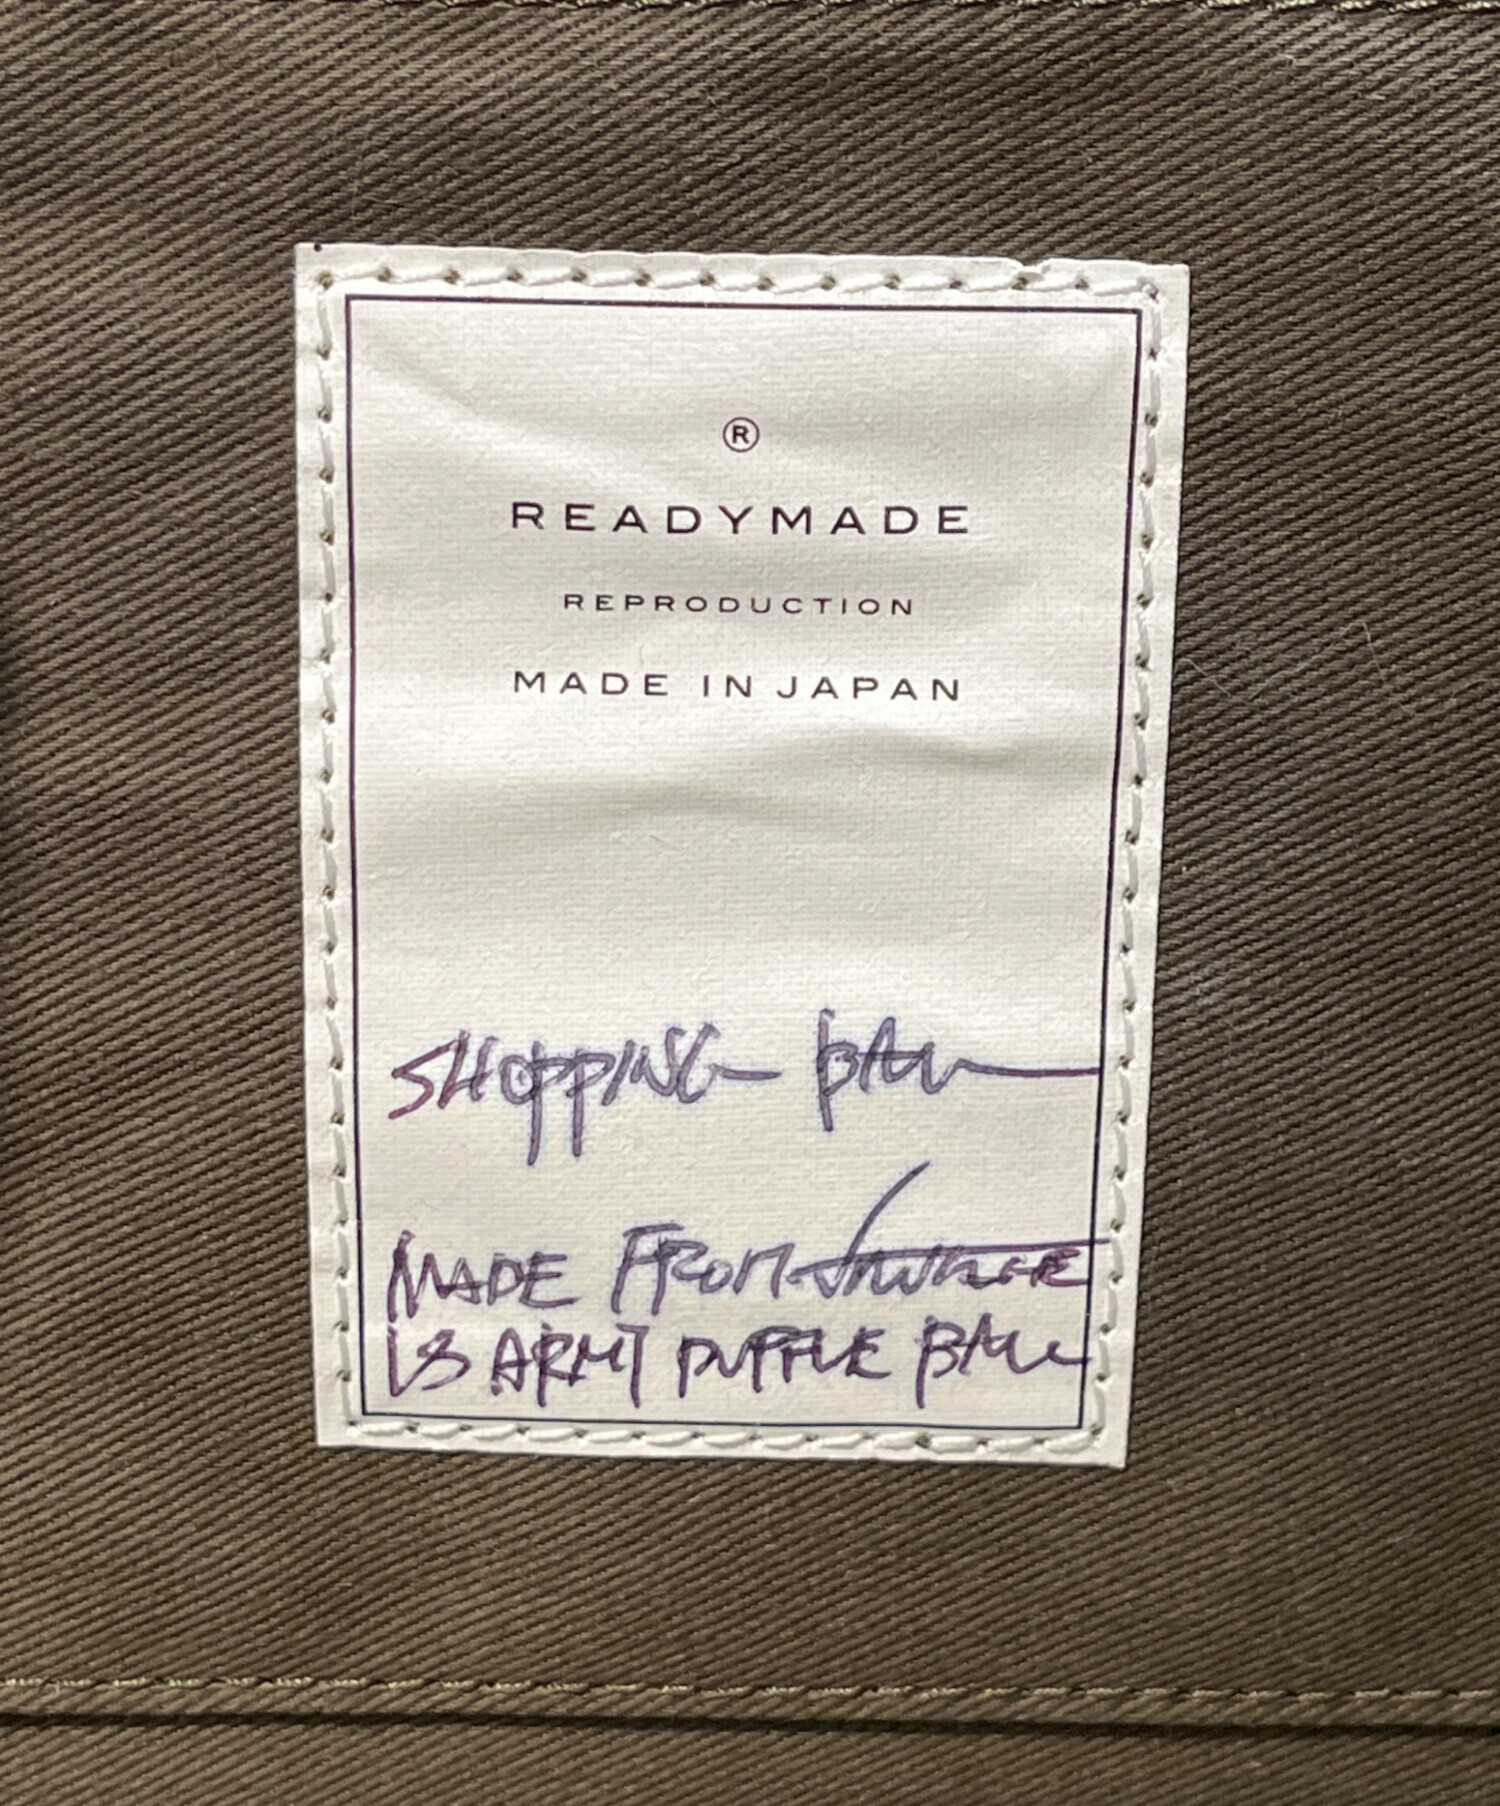 ®
READYMADE
REPRODUCTION
MADE IN JAPAN
SHOPPING BAG
MADE FROM VINTAGE
US ARMY DUFFLE BAG